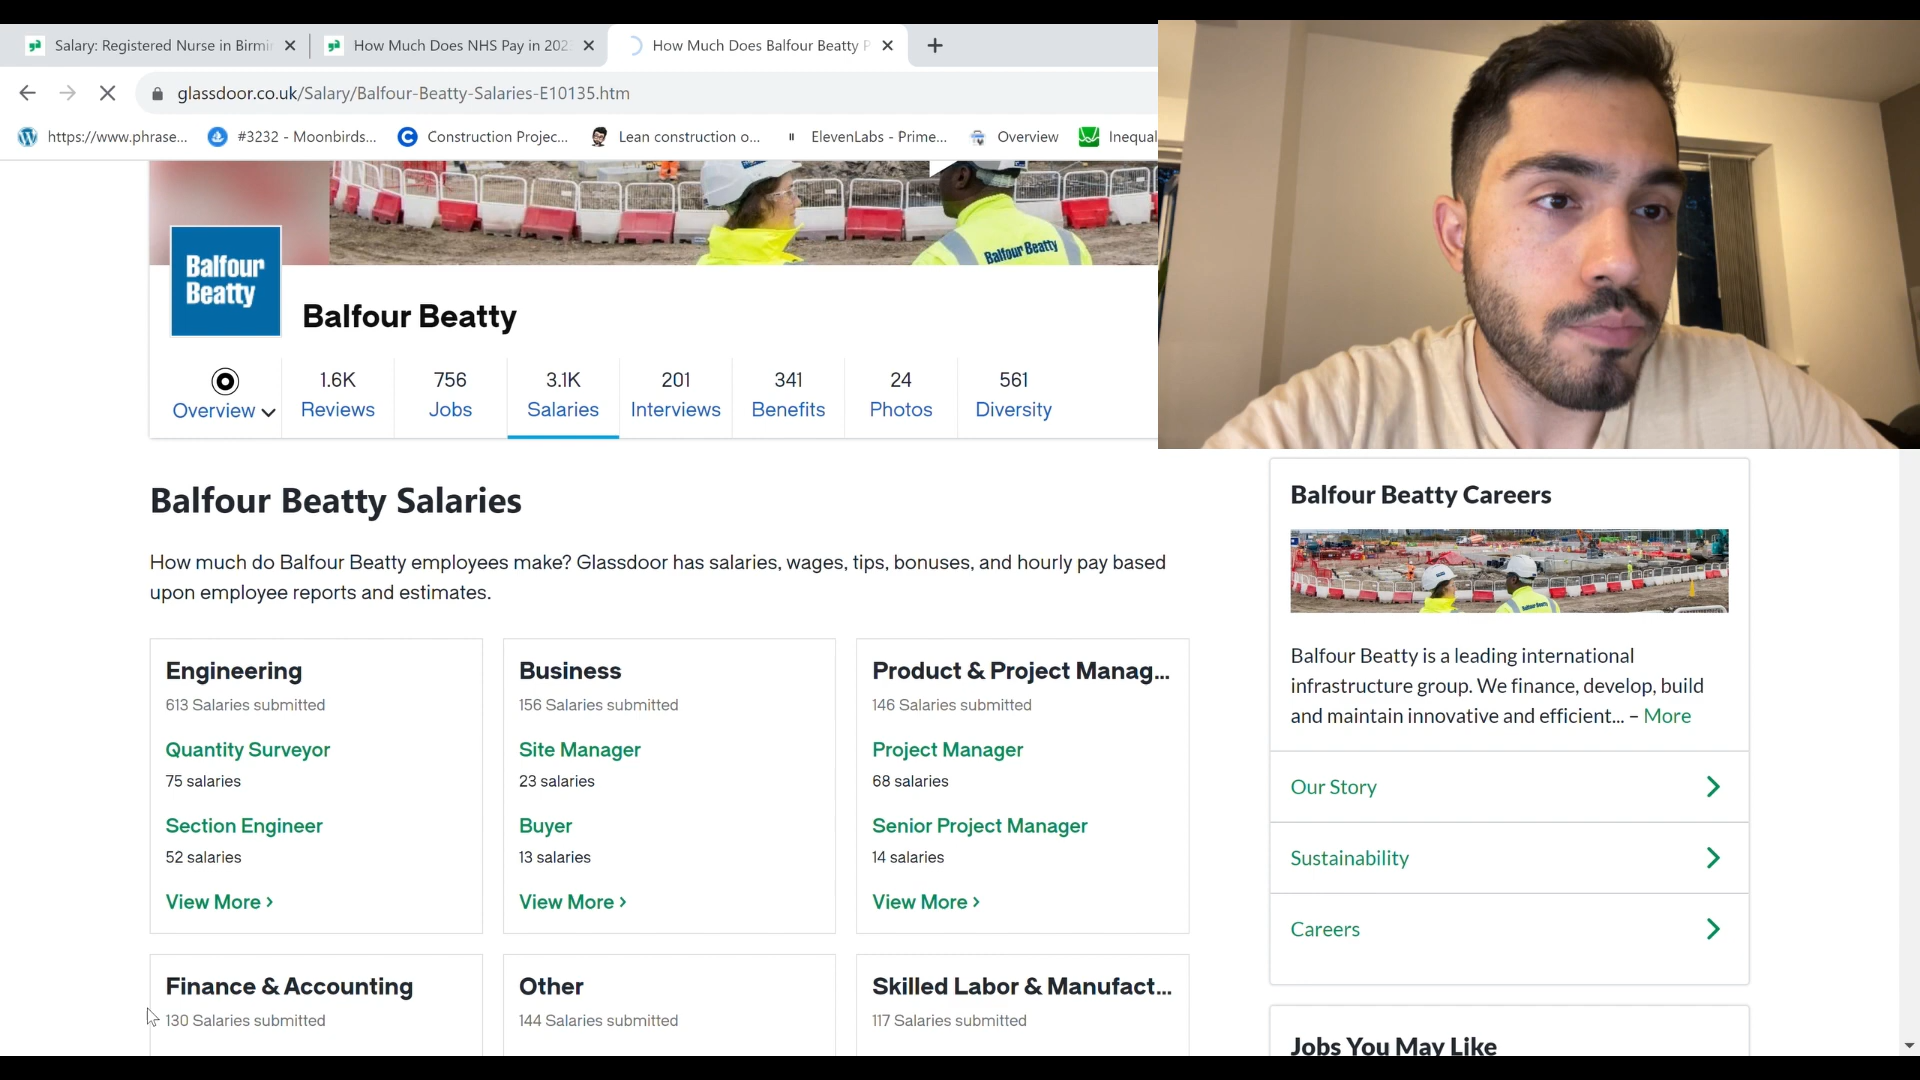 Salary: Registered Nurse in Birmi
How Much Does NHS Pay in 202
How Much Does Balfour Beatty P
glassdoor.co.uk/Salary/Balfour-Beatty-Salaries-E10135.htm
https://www.phrase...
#3232 - Moonbirds...
Construction Projec...
Lean construction o...
ElevenLabs - Prime...
Overview
Inequal
Balfour Beatty
Balfour
Beatty
Balfour Beatty
Overview
1.6K
Reviews
756
Jobs
3.1K
Salaries
201
Interviews
341
Benefits
24
Photos
561
Diversity
Balfour Beatty Salaries
How much do Balfour Beatty employees make? Glassdoor has salaries, wages, tips, bonuses, and hourly pay based
upon employee reports and estimates.
Engineering
613 Salaries submitted
Quantity Surveyor
75 salaries
Section Engineer
52 salaries
View More ›
Business
156 Salaries submitted
Site Manager
23 salaries
Buyer
13 salaries
View More ›
Product & Project Manag...
146 Salaries submitted
Project Manager
68 salaries
Senior Project Manager
14 salaries
View More ›
Finance & Accounting
130 Salaries submitted
Other
144 Salaries submitted
Skilled Labor & Manufact...
117 Salaries submitted
Balfour Beatty Careers
Balfour Beatty is a leading international
infrastructure group. We finance, develop, build
and maintain innovative and efficient... – More
Our Story
Sustainability
Careers
Jobs You May Like